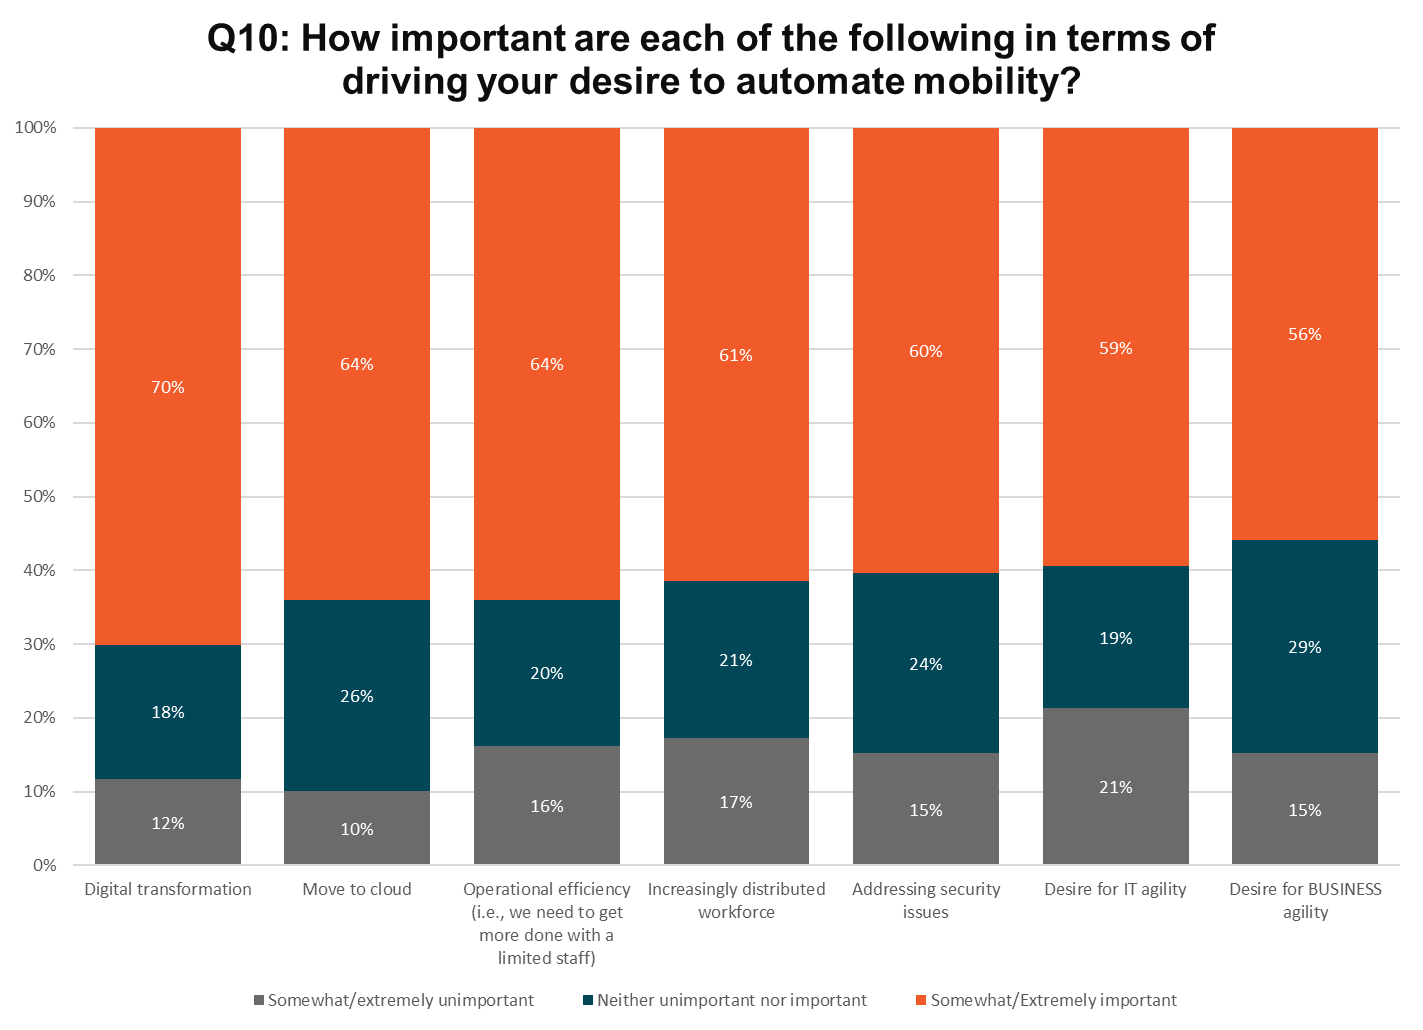 Q10: How important are each of the following in terms of
driving your desire to automate mobility?
100%
90%
80%
70%
60%
50%
40%
30%
20%
10%
0%
70%
64%
64%
61%
60%
59%
56%
18%
26%
20%
21%
24%
19%
29%
12%
10%
16%
17%
15%
21%
15%
Digital transformation
Move to cloud
Operational efficiency
(i.e., we need to get
more done with a
limited staff)
Increasingly distributed
workforce
Addressing security
issues
Desire for IT agility
Desire for BUSINESS
agility
Somewhat/extremely unimportant
Neither unimportant nor important
Somewhat/Extremely important